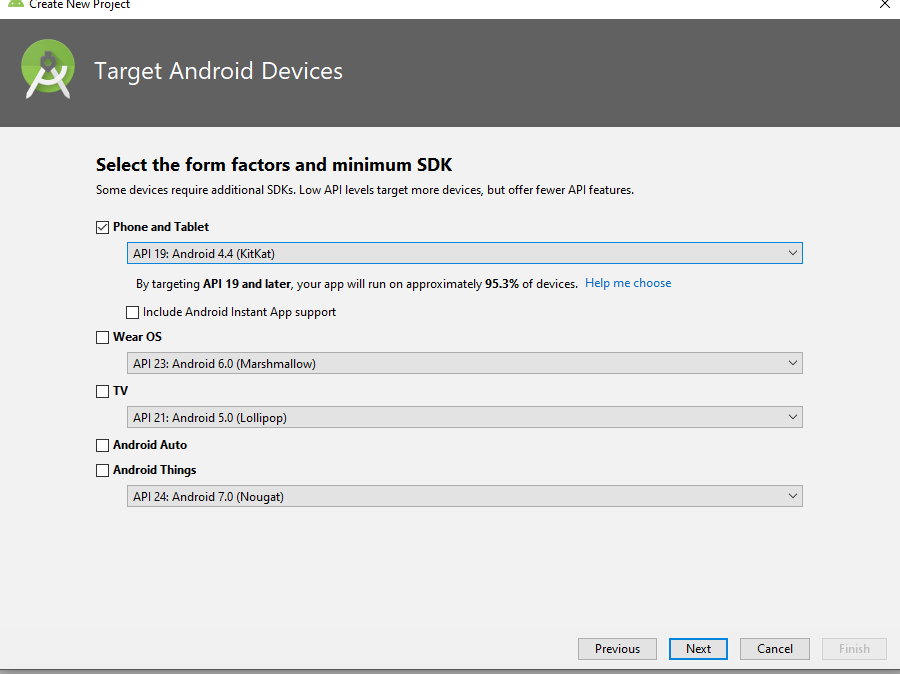 Create New Project
Target Android Devices
Select the form factors and minimum SDK
Some devices require additional SDKs. Low API levels target more devices, but offer fewer API features.
Phone and Tablet
API 19: Android 4.4 (KitKat)
By targeting API 19 and later, your app will run on approximately 95.3% of devices. Help me choose
Include Android Instant App support
Wear OS
API 23: Android 6.0 (Marshmallow)
TV
API 21: Android 5.0 (Lollipop)
Android Auto
Android Things
API 24: Android 7.0 (Nougat)
Previous Next Cancel Finish